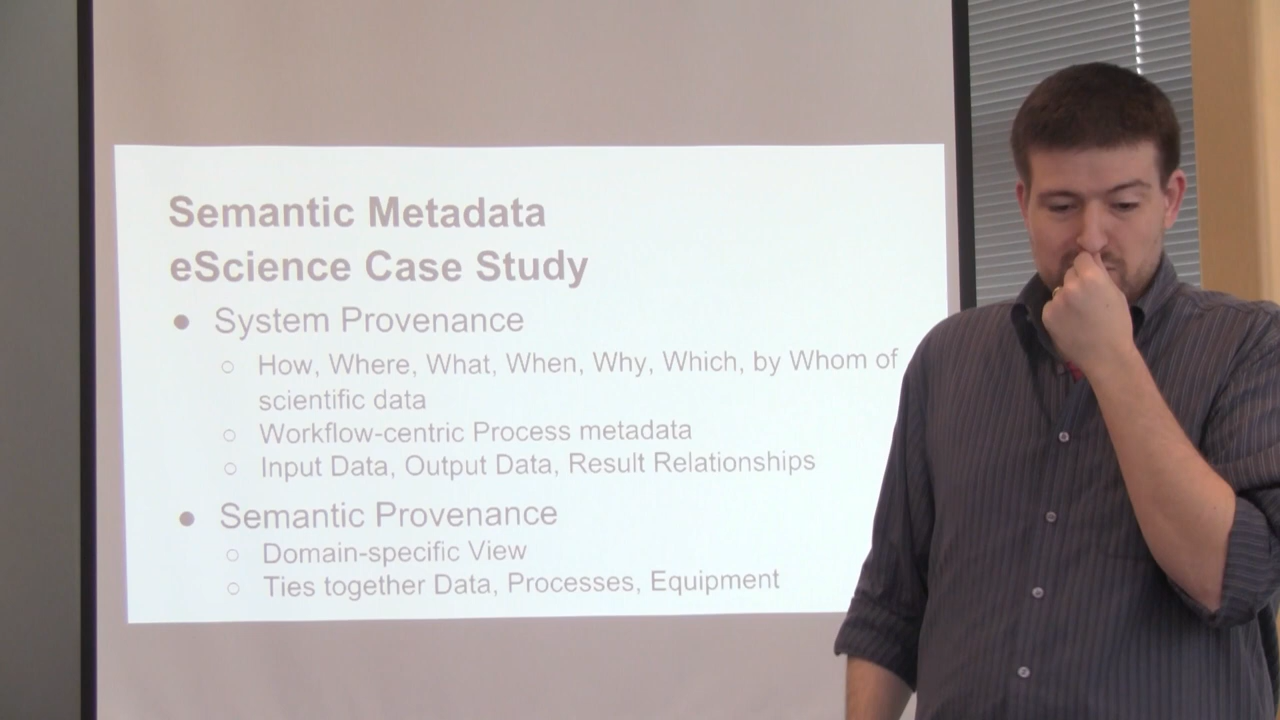 Semantic Metadata
eScience Case Study
● System Provenance
○ How, Where, What, When, Why, Which, by Whom of
scientific data
○ Workflow-centric Process metadata
○ Input Data, Output Data, Result Relationships
● Semantic Provenance
○ Domain-specific View
○ Ties together Data, Processes, Equipment